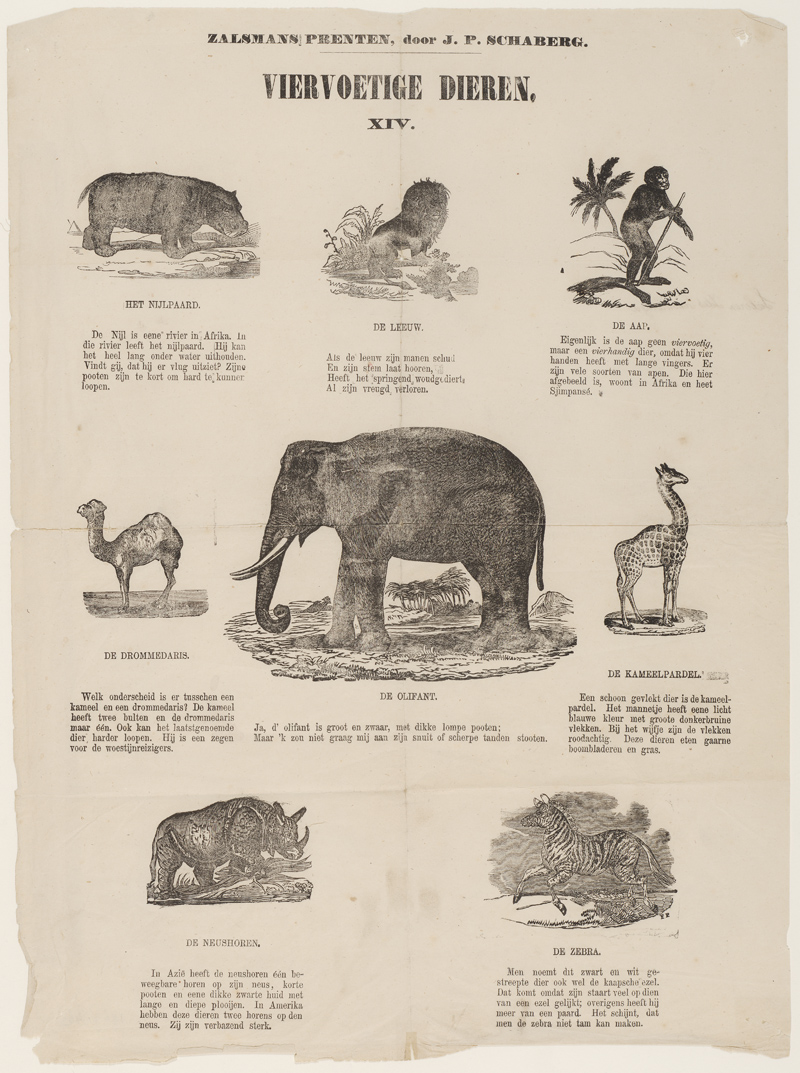 ZALSMANS PRENTEN, door J. P. SCHABERG.
VIERVOETIGE DIEREN.
XIV.
HET NIJLPAARD.
De Nijl is eene rivier in Afrika. In
die rivier leeft het nijlpaard. Hij kan
het heel lang onder water uithouden.
Vindt gij, dat hij er vlug uitziet? Zijne
pooten zijn te kort om hard te kunnen
loopen.
DE LEEUW.
Als de leeuw zijn manen schud
En zijn stem laat hooren,
Heeft het springend woudgediert
Al zijn vreugd verloren.
DE AAP.
Eigenlijk is de aap geen viervoetig,
maar een vierhandig dier, omdat hij vier
handen heeft met lange vingers. Er
zijn vele soorten van apen. Die hier
afgebeeld is, woont in Afrika en heet
Sjimpansé.
DE DROMMEDARIS.
Welk onderscheid is er tusschen een
kameel en een drommedaris? De kameel
heeft twee bulten en de drommedaris
maar één. Ook kan het laatstgenoemde
dier harder loopen. Hij is een zegen
voor de woestijnreizigers.
DE OLIFANT.
Ja, d' olifant is groot en zwaar, met dikke lompe pooten;
Maar 'k zou niet graag mij aan zijn snuit of scherpe tanden stooten.
DE KAMEELPARDEL.
Een schoon gevlekt dier is de kameel-
pardel. Het mannetje heeft eene licht
blauwe kleur met groote donkerbruine
vlekken. Bij het wijfje zijn de vlekken
roodachtig. Deze dieren eten gaarne
boombladeren en gras.
DE NEUSHOREN.
In Azië heeft de neushoren één be-
weegbare horen op zijn neus, korte
pooten en eene dikke zwarte huid met
lange en diepe plooijen. In Amerika
hebben deze dieren twee horens op den
neus. Zij zijn verbazend sterk.
DE ZEBRA.
Men noemt dit zwart en wit ge-
streepte dier ook wel de kaapsche ezel.
Dat komt omdat zijn staart veel op dien
van een ezel gelijkt; overigens heeft hij
meer van een paard. Het schijnt, dat
men de zebra niet tam kan maken.